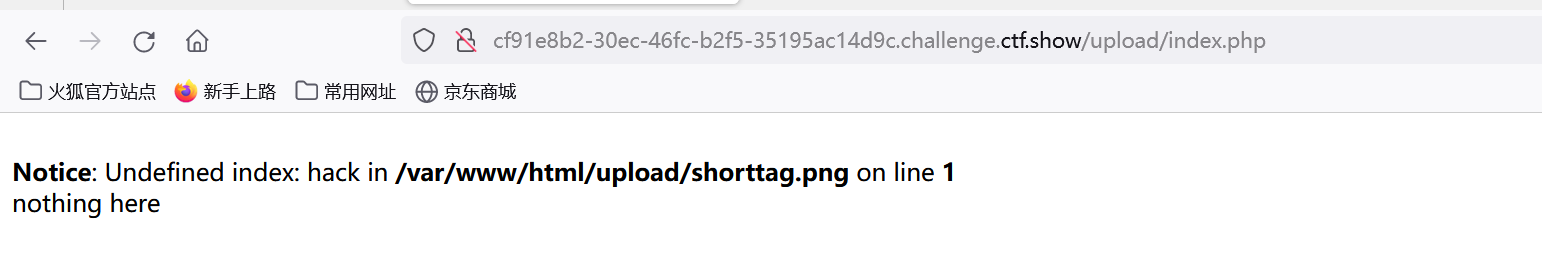 cf91e8b2-30ec-46fc-b2f5-35195ac14d9c.challenge.ctf.show/upload/index.php
火狐官方站点 新手上路 常用网址 京东商城
Notice: Undefined index: hack in /var/www/html/upload/shorttag.png on line 1
nothing here